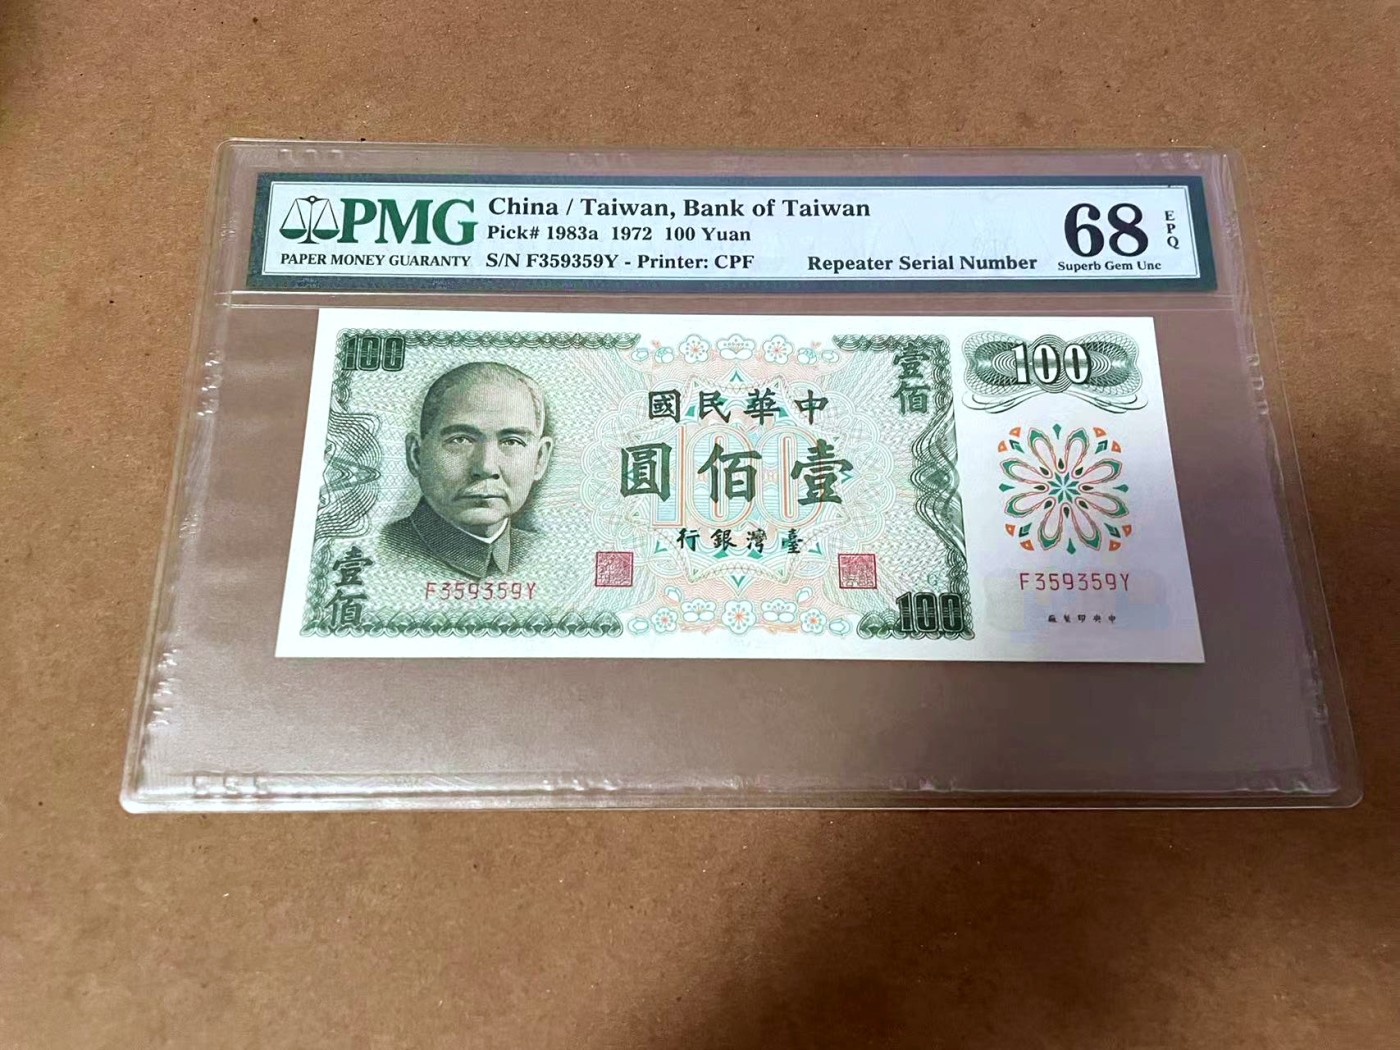 PMG
PAPER MONEY GUARANTY
China / Taiwan, Bank of Taiwan
Pick# 1983a 1972 100 Yuan
S/N F359359Y - Printer: CPF
Repeater Serial Number
68
EPQ
Superb Gem Unc
100
壹佰
100
國民華中
100
圓佰壹
行銀灣臺
壹佰
F359359Y
G
100
F359359Y
廠製印央中